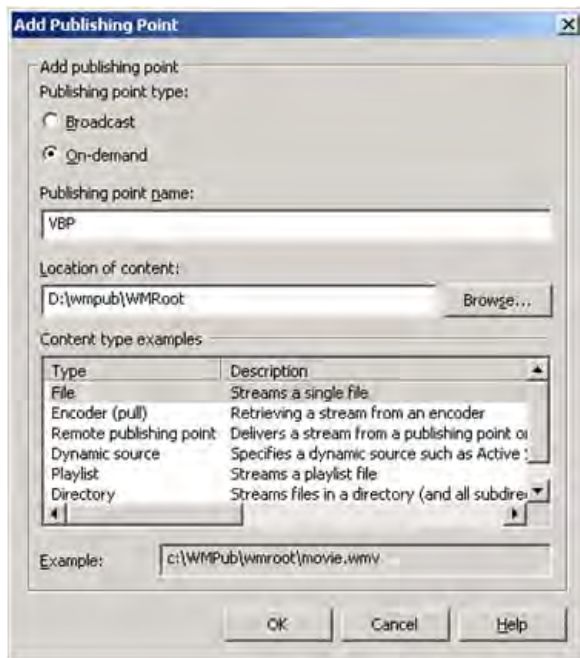 Add Publishing Point
Add publishing point
Publishing point type:
Broadcast
On-demand
Publishing point name:
VBP
Location of content:
D:\wmpub\WMRoot
Browse...
Content type examples
Type Description
File Streams a single file
Encoder (pull) Retrieving a stream from an encoder
Remote publishing point Delivers a stream from a publishing point
Dynamic source Specifies a dynamic source such as Active
Playlist Streams a playlist file
Directory Streams files in a directory (and all
Example: c:\WMPub\wmroot\movie.wmv
OK Cancel Help